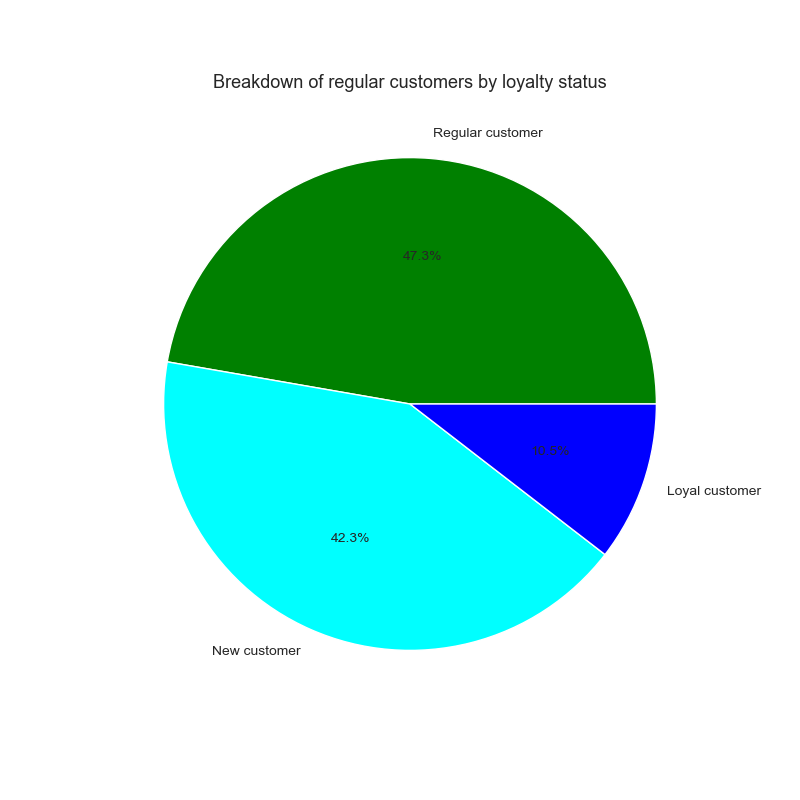 Breakdown of regular customers by loyalty status
Regular customer
47.3%
Loyal customer
42.3%
New customer